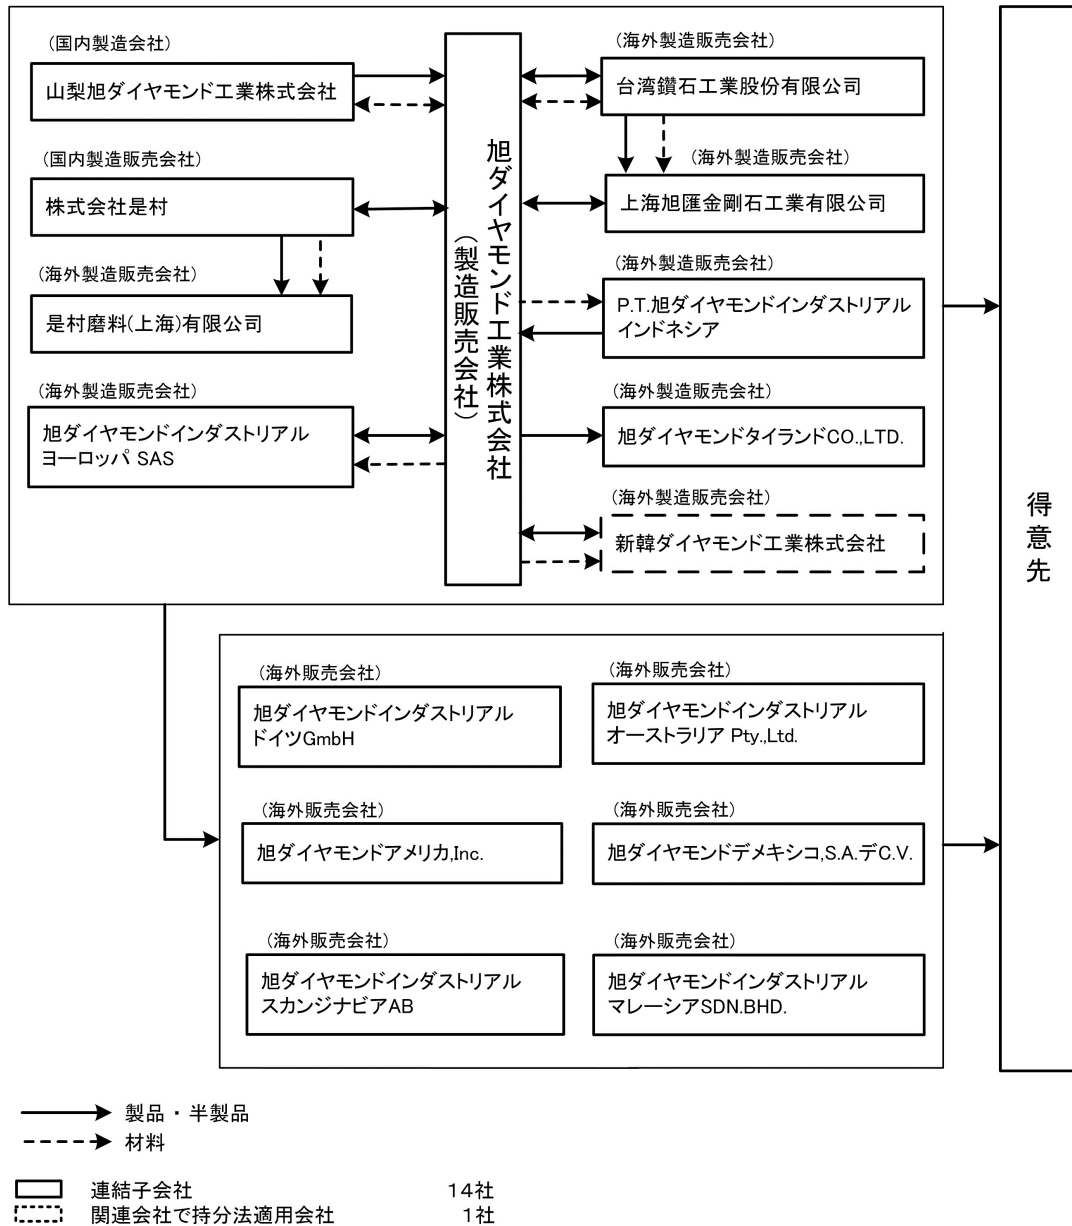 (国内製造会社)
山梨旭ダイヤモンド工業株式会社
(国内製造販売会社)
株式会社是村
(海外製造販売会社)
是村磨料(上海)有限公司
(海外製造販売会社)
旭ダイヤモンドインダストリアル
ヨーロッパ SAS
旭ダイヤモンド工業株式会社
(製造販売会社)
(海外製造販売会社)
台湾鑽石工業股份有限公司
(海外製造販売会社)
上海旭匯金剛石工業有限公司
(海外製造販売会社)
P.T.旭ダイヤモンドインダストリアル
インドネシア
(海外製造販売会社)
旭ダイヤモンドタイランドCO.,LTD.
(海外製造販売会社)
新韓ダイヤモンド工業株式会社
得意先
(海外販売会社)
旭ダイヤモンドインダストリアル
ドイツGmbH
(海外販売会社)
旭ダイヤモンドインダストリアル
オーストラリア Pty.,Ltd.
(海外販売会社)
旭ダイヤモンドアメリカ,Inc.
(海外販売会社)
旭ダイヤモンドデメキシコ,S.A.デC.V.
(海外販売会社)
旭ダイヤモンドインダストリアル
スカンジナビアAB
(海外販売会社)
旭ダイヤモンドインダストリアル
マレーシアSDN.BHD.
製品・半製品
材料
連結子会社 14社
関連会社で持分法適用会社 1社